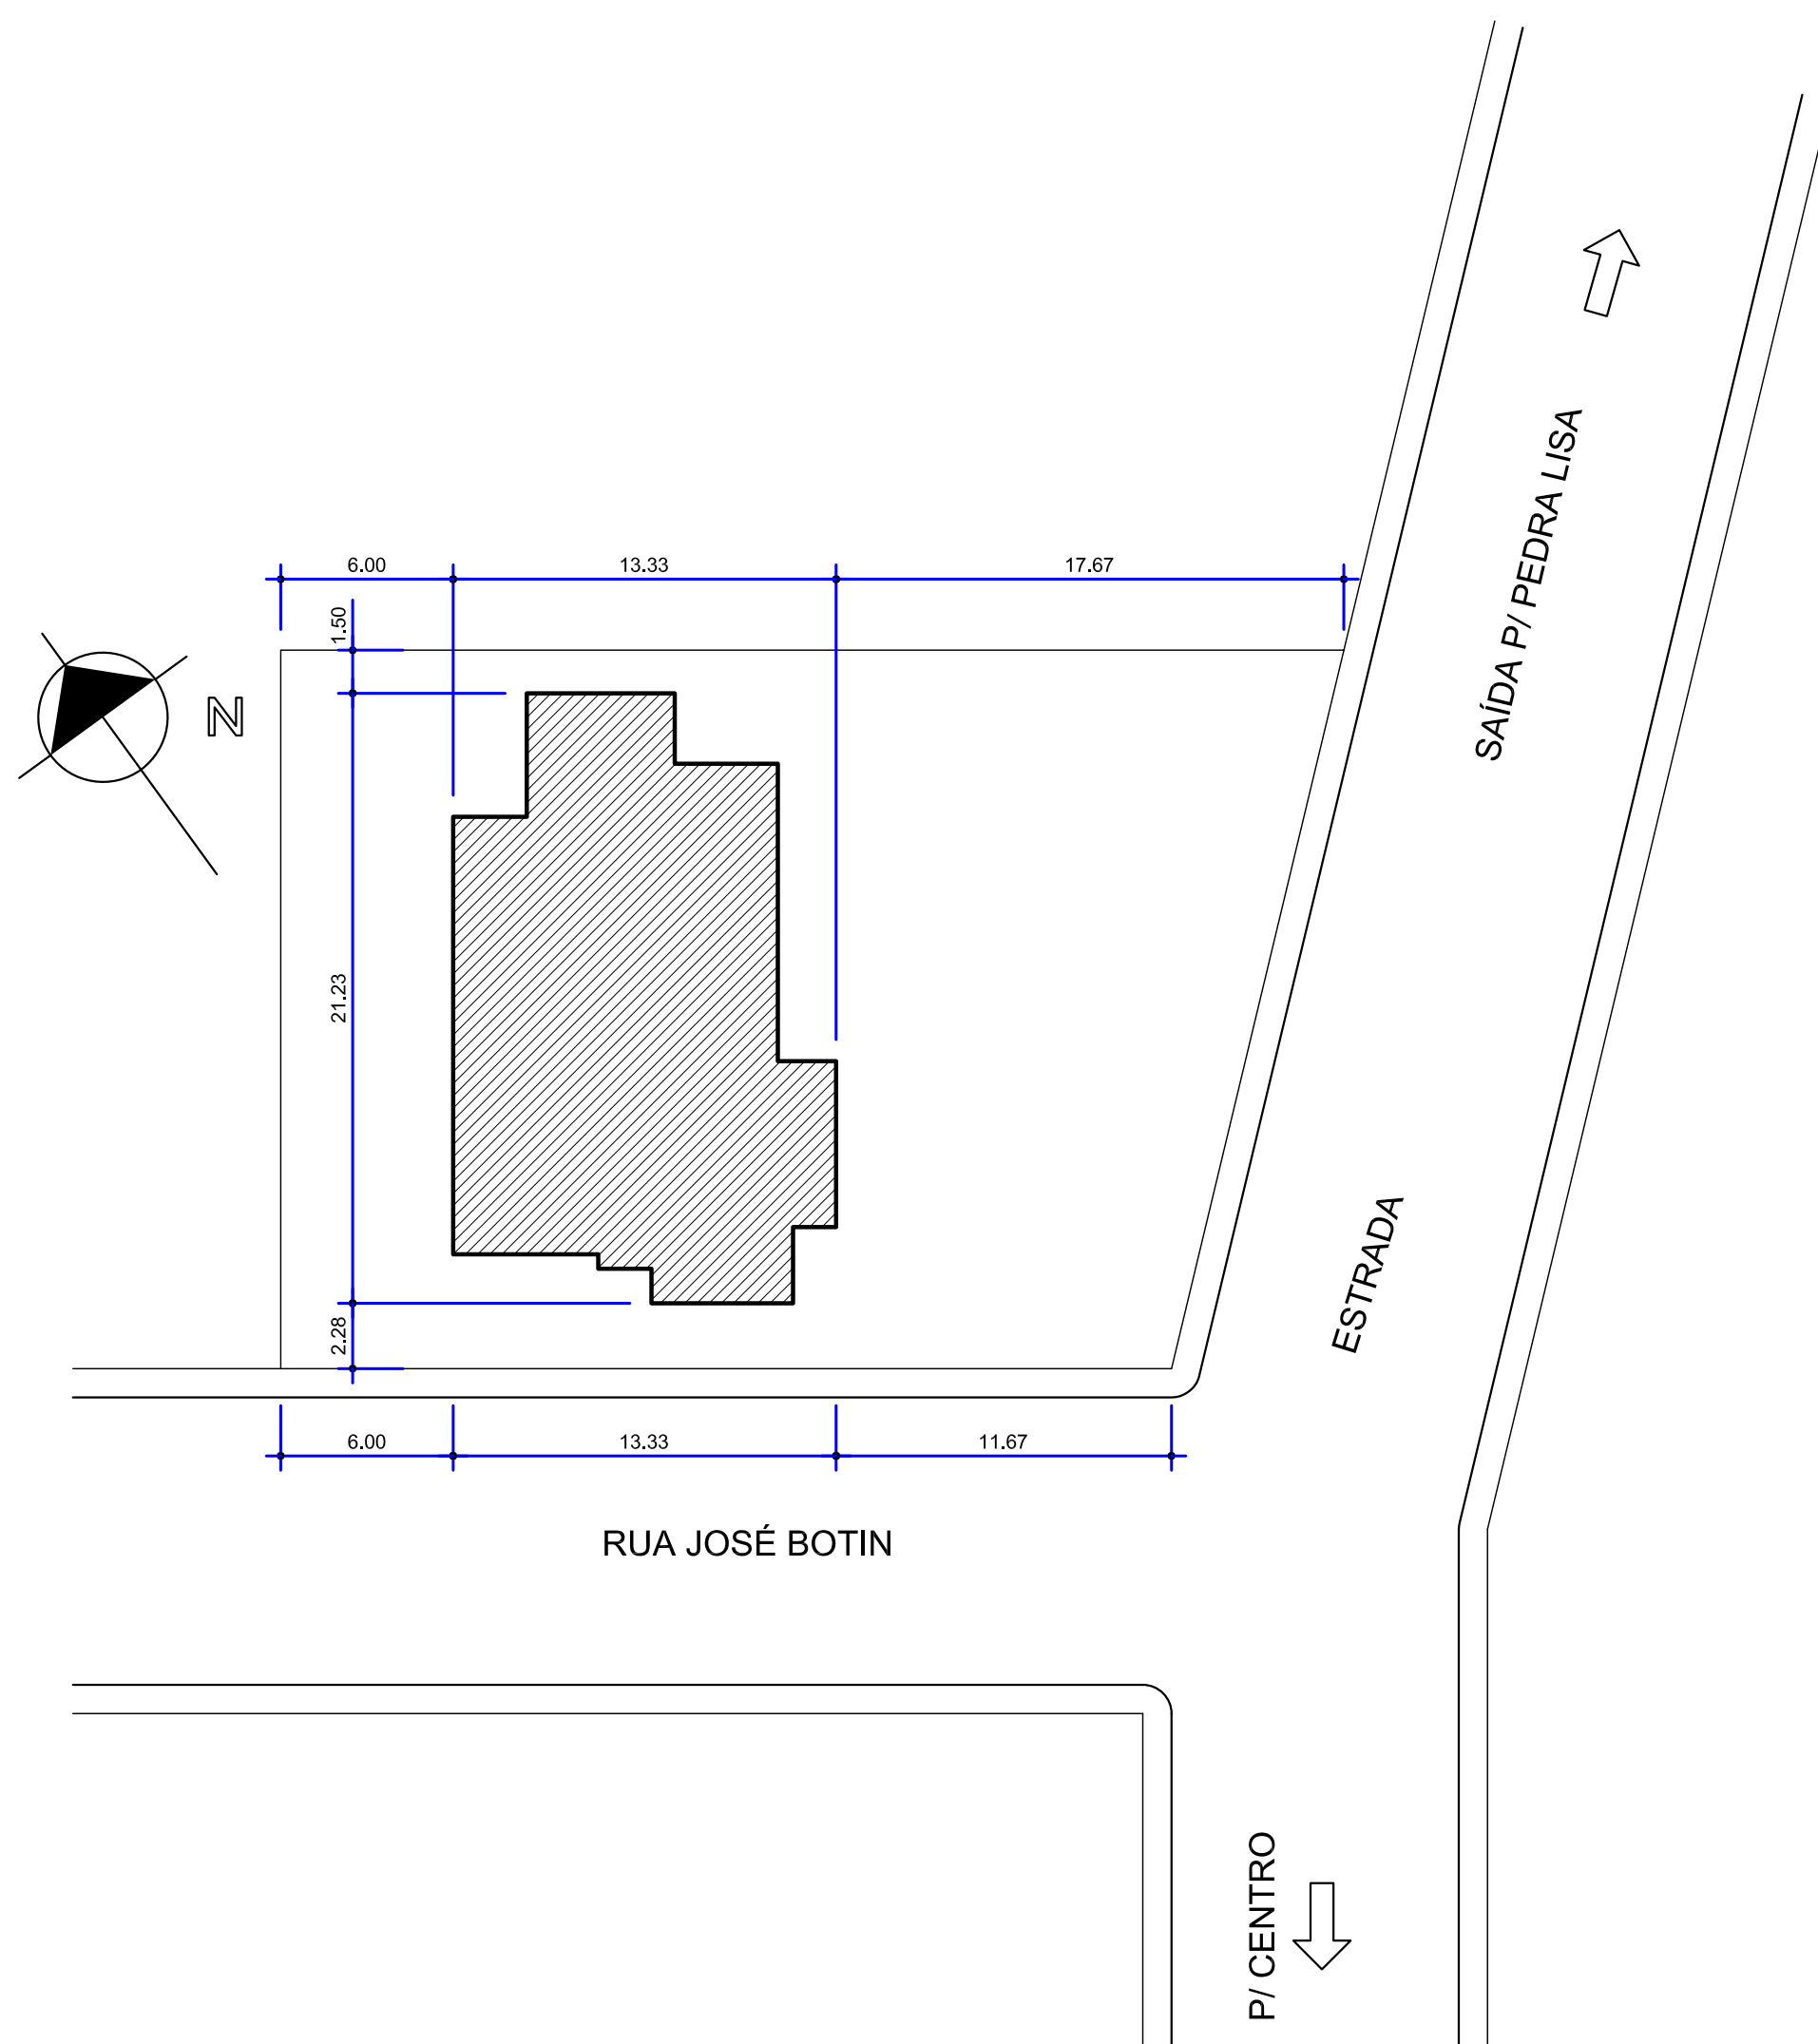 SAÍDA P/ PEDRA LISA
6.00
13.33
17.67
1.50
N
21.23
ESTRADA
2.28
6.00
13.33
11.67
RUA JOSÉ BOTIN
P/ CENTRO